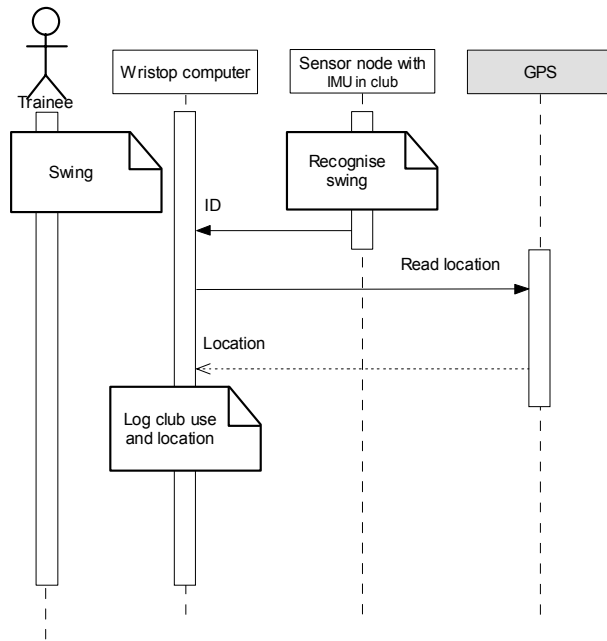 Trainee
Wristop computer
Sensor node with
IMU in club
GPS
Swing
Recognise
swing
ID
Read location
Location
Log club use
and location